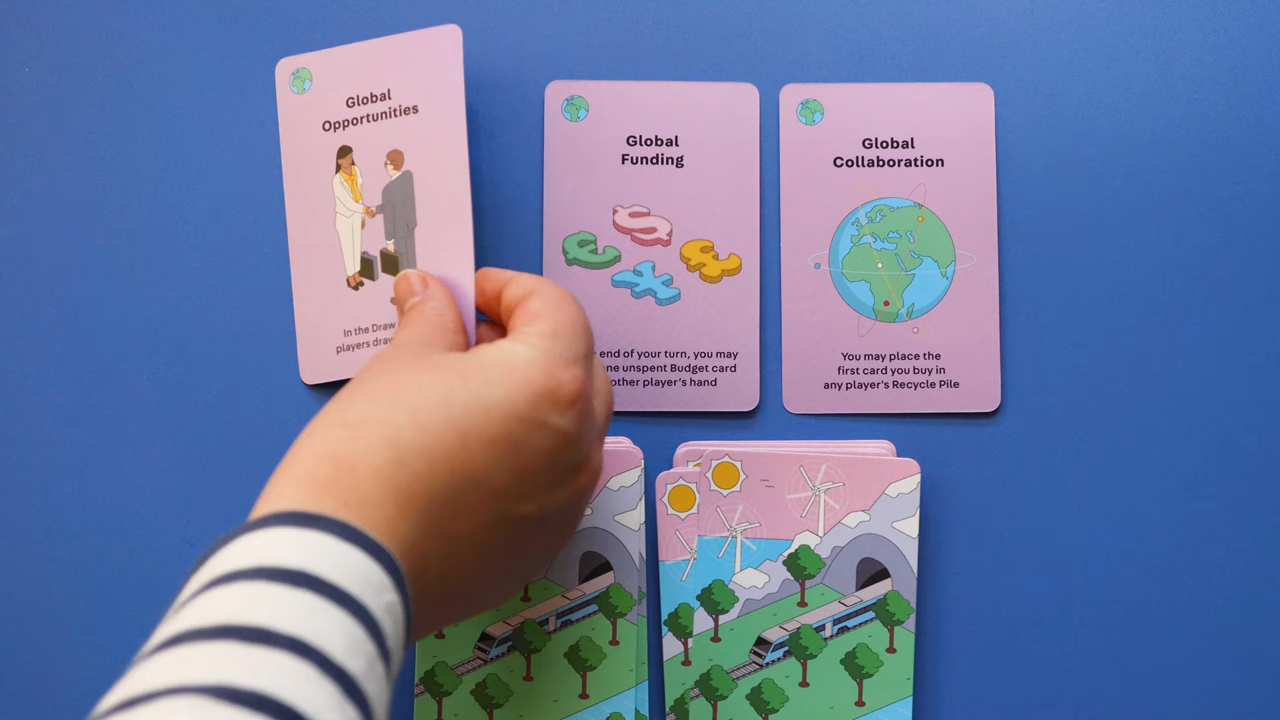 Global
Opportunities
In the Draw
players draw
Global
Funding
end of your turn, you may
one unspent Budget card
other player's hand
Global
Collaboration
You may place the
first card you buy in
any player's Recycle Pile